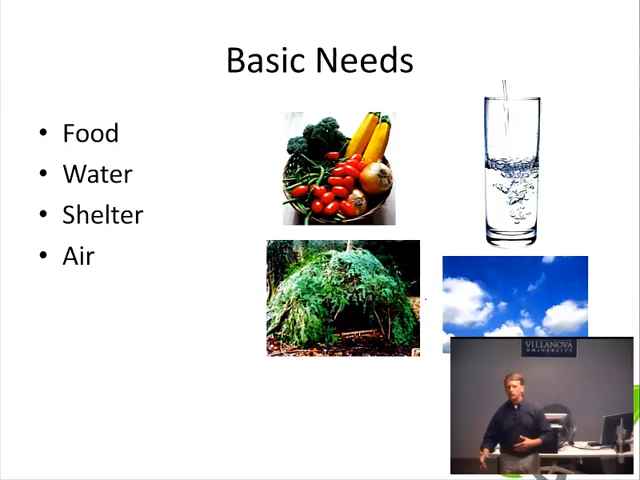 Basic Needs
• Food
• Water
• Shelter
• Air
VILLANOVA
UNIVERSITY